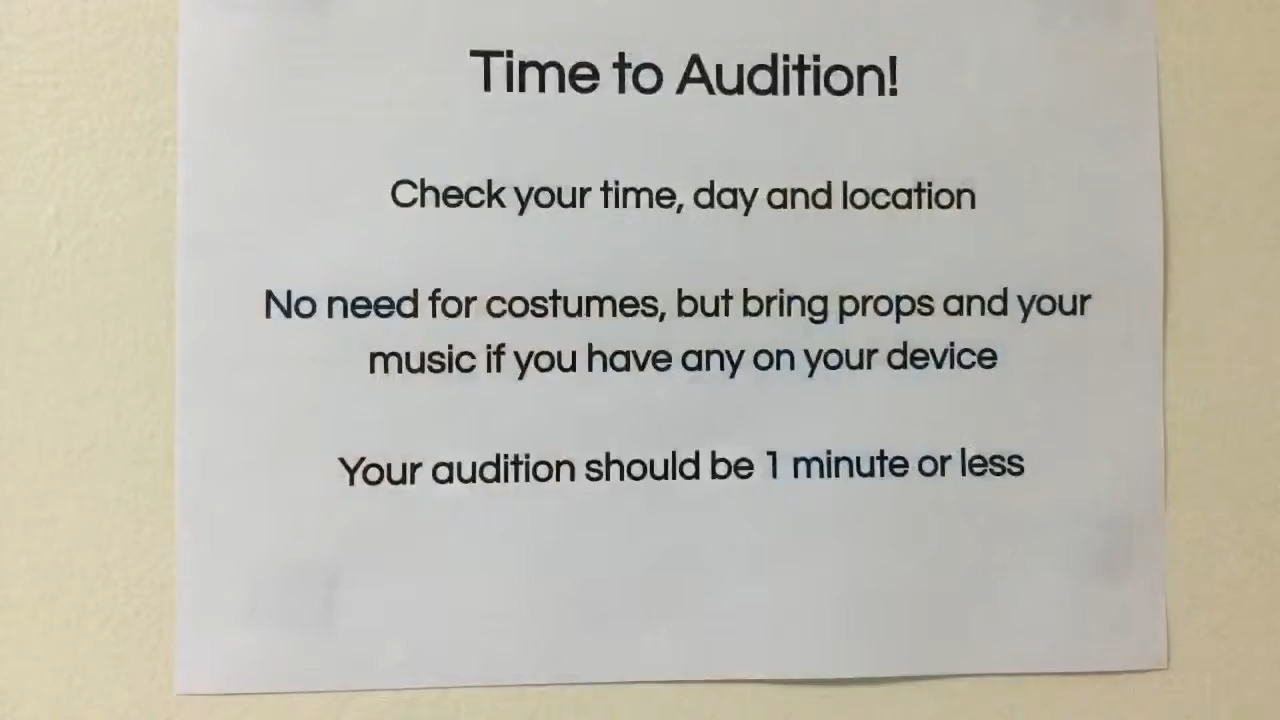 Time to Audition!
Check your time, day and location
No need for costumes, but bring props and your
music if you have any on your device
Your audition should be 1 minute or less